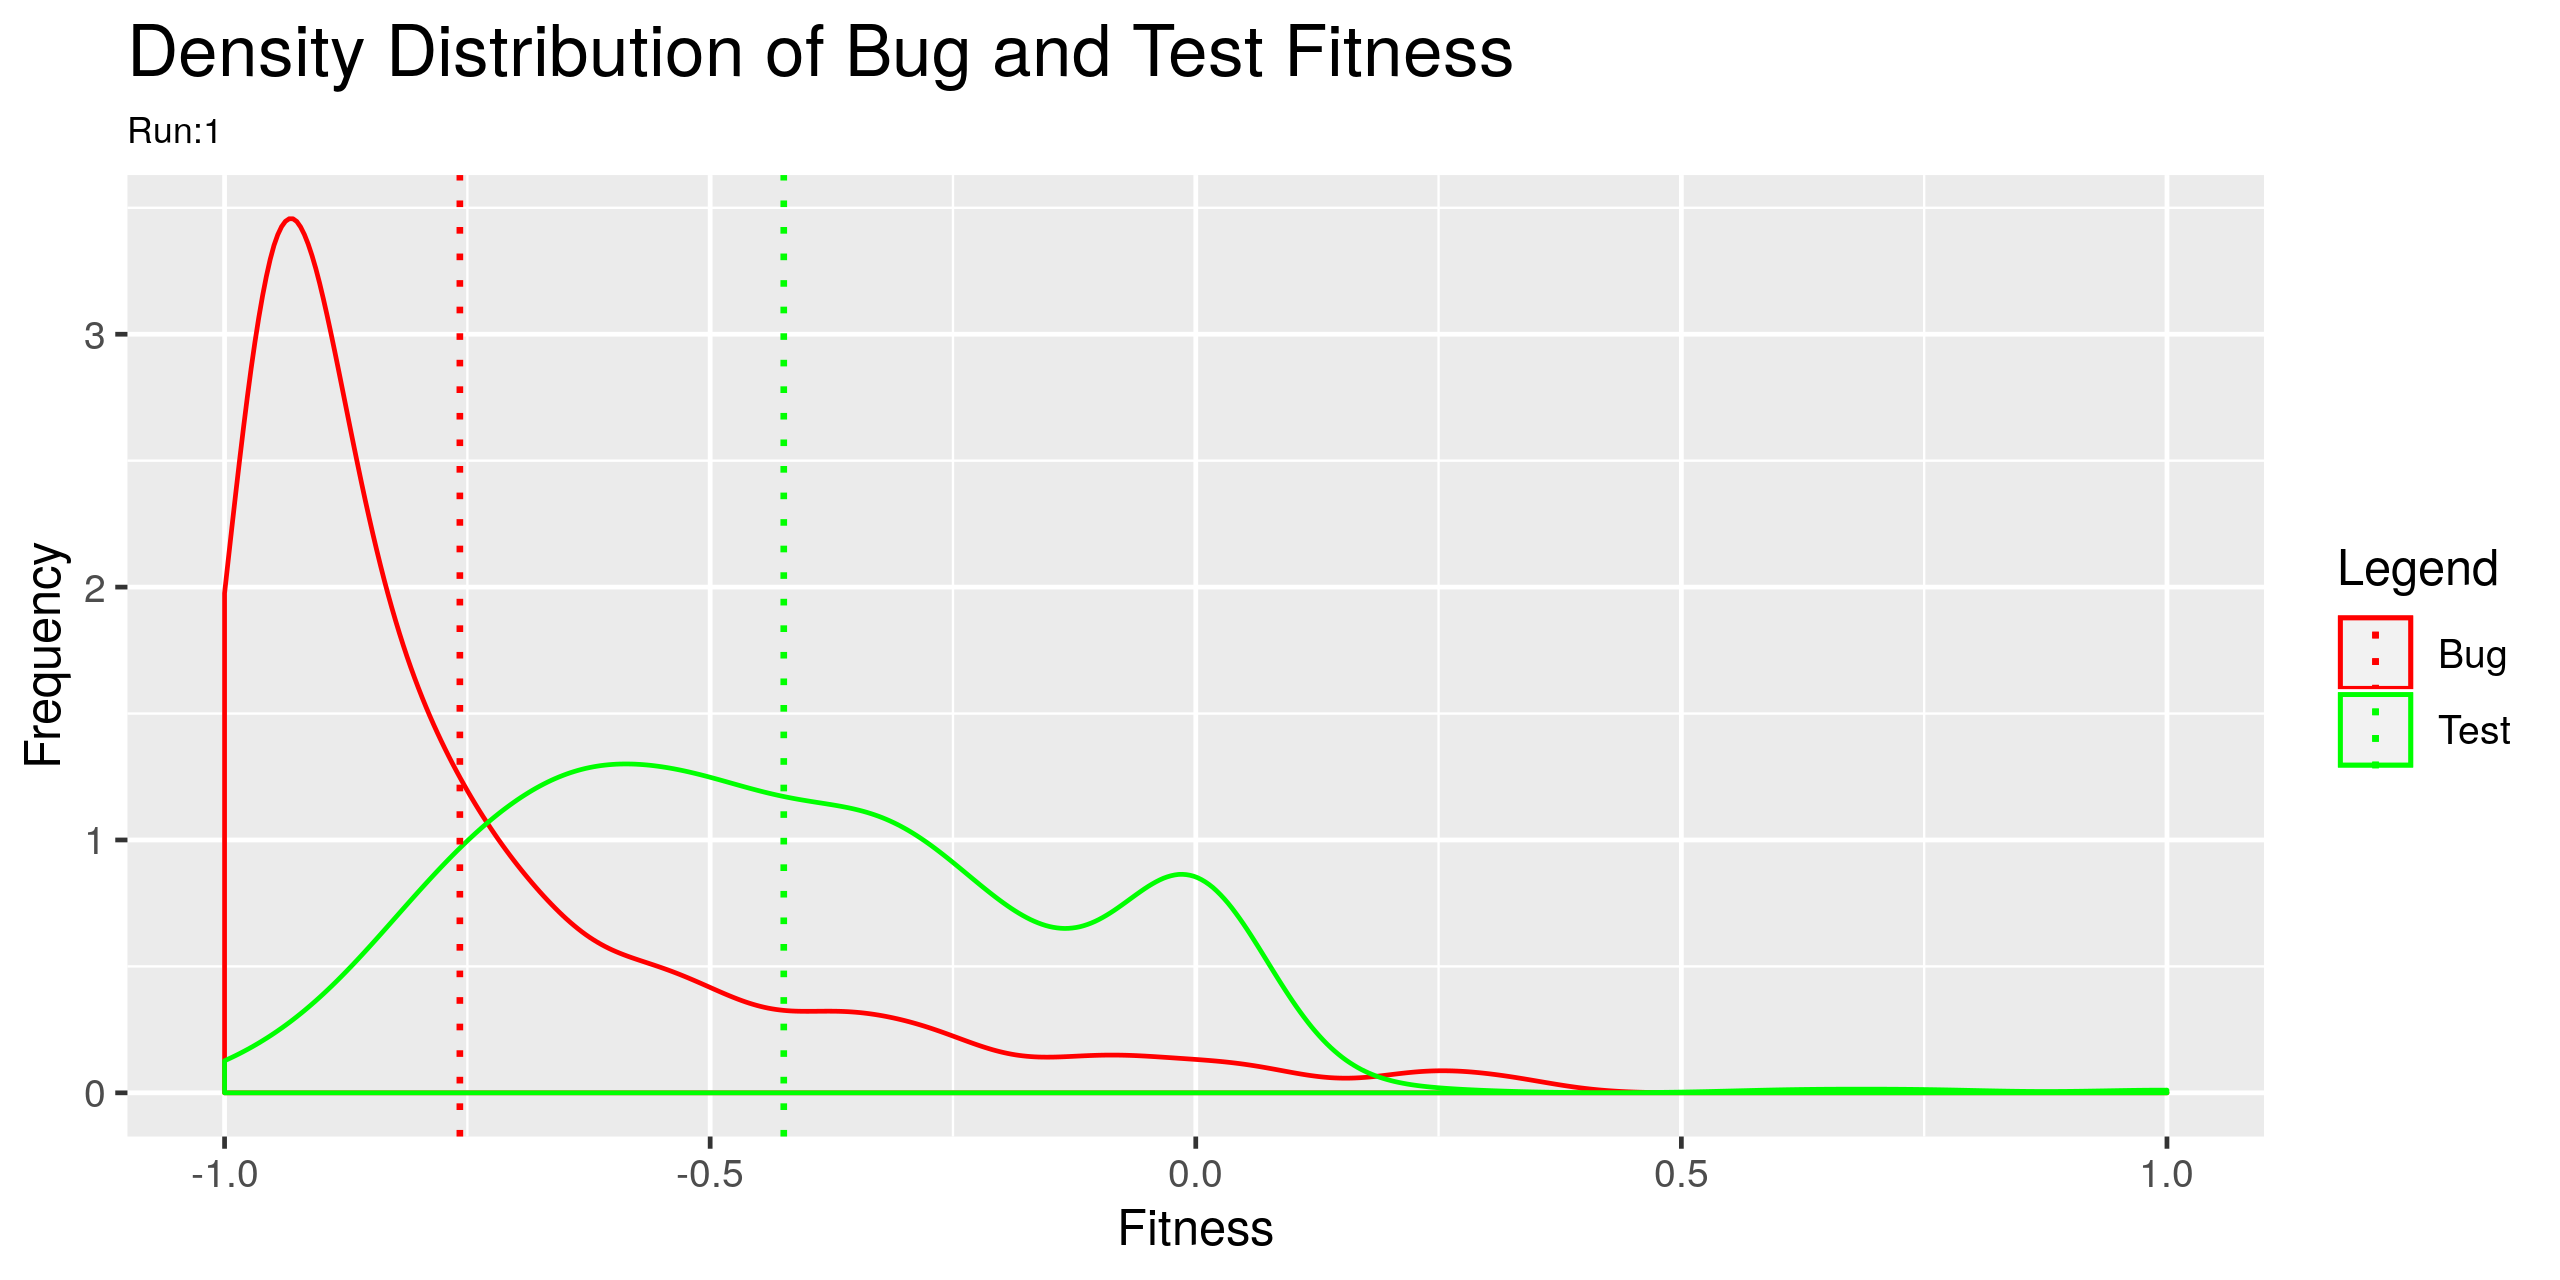 Density Distribution of Bug and Test Fitness
Run:1
Frequency
3
2
1
0
-1.0
-0.5
0.0
0.5
1.0
Fitness
Legend
Bug
Test